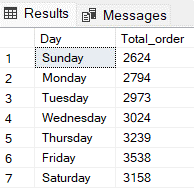 Results Messages
Day Total_order
1 Sunday 2624
2 Monday 2794
3 Tuesday 2973
4 Wednesday 3024
5 Thursday 3239
6 Friday 3538
7 Saturday 3158